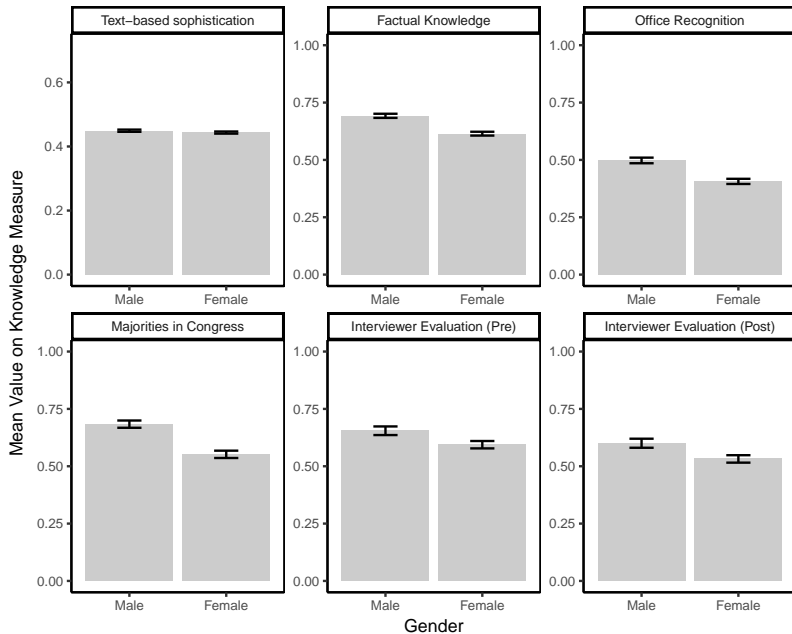 Text−based sophistication
Factual Knowledge
Office Recognition
0.6
0.4
0.2
0.0
1.00
0.75
0.50
0.25
0.00
1.00
0.75
0.50
0.25
0.00
Male Female
Male Female
Male Female
Majorities in Congress
Interviewer Evaluation (Pre)
Interviewer Evaluation (Post)
1.00
0.75
0.50
0.25
0.00
1.00
0.75
0.50
0.25
0.00
1.00
0.75
0.50
0.25
0.00
Male Female
Male Female
Male Female
Mean Value on Knowledge Measure
Gender